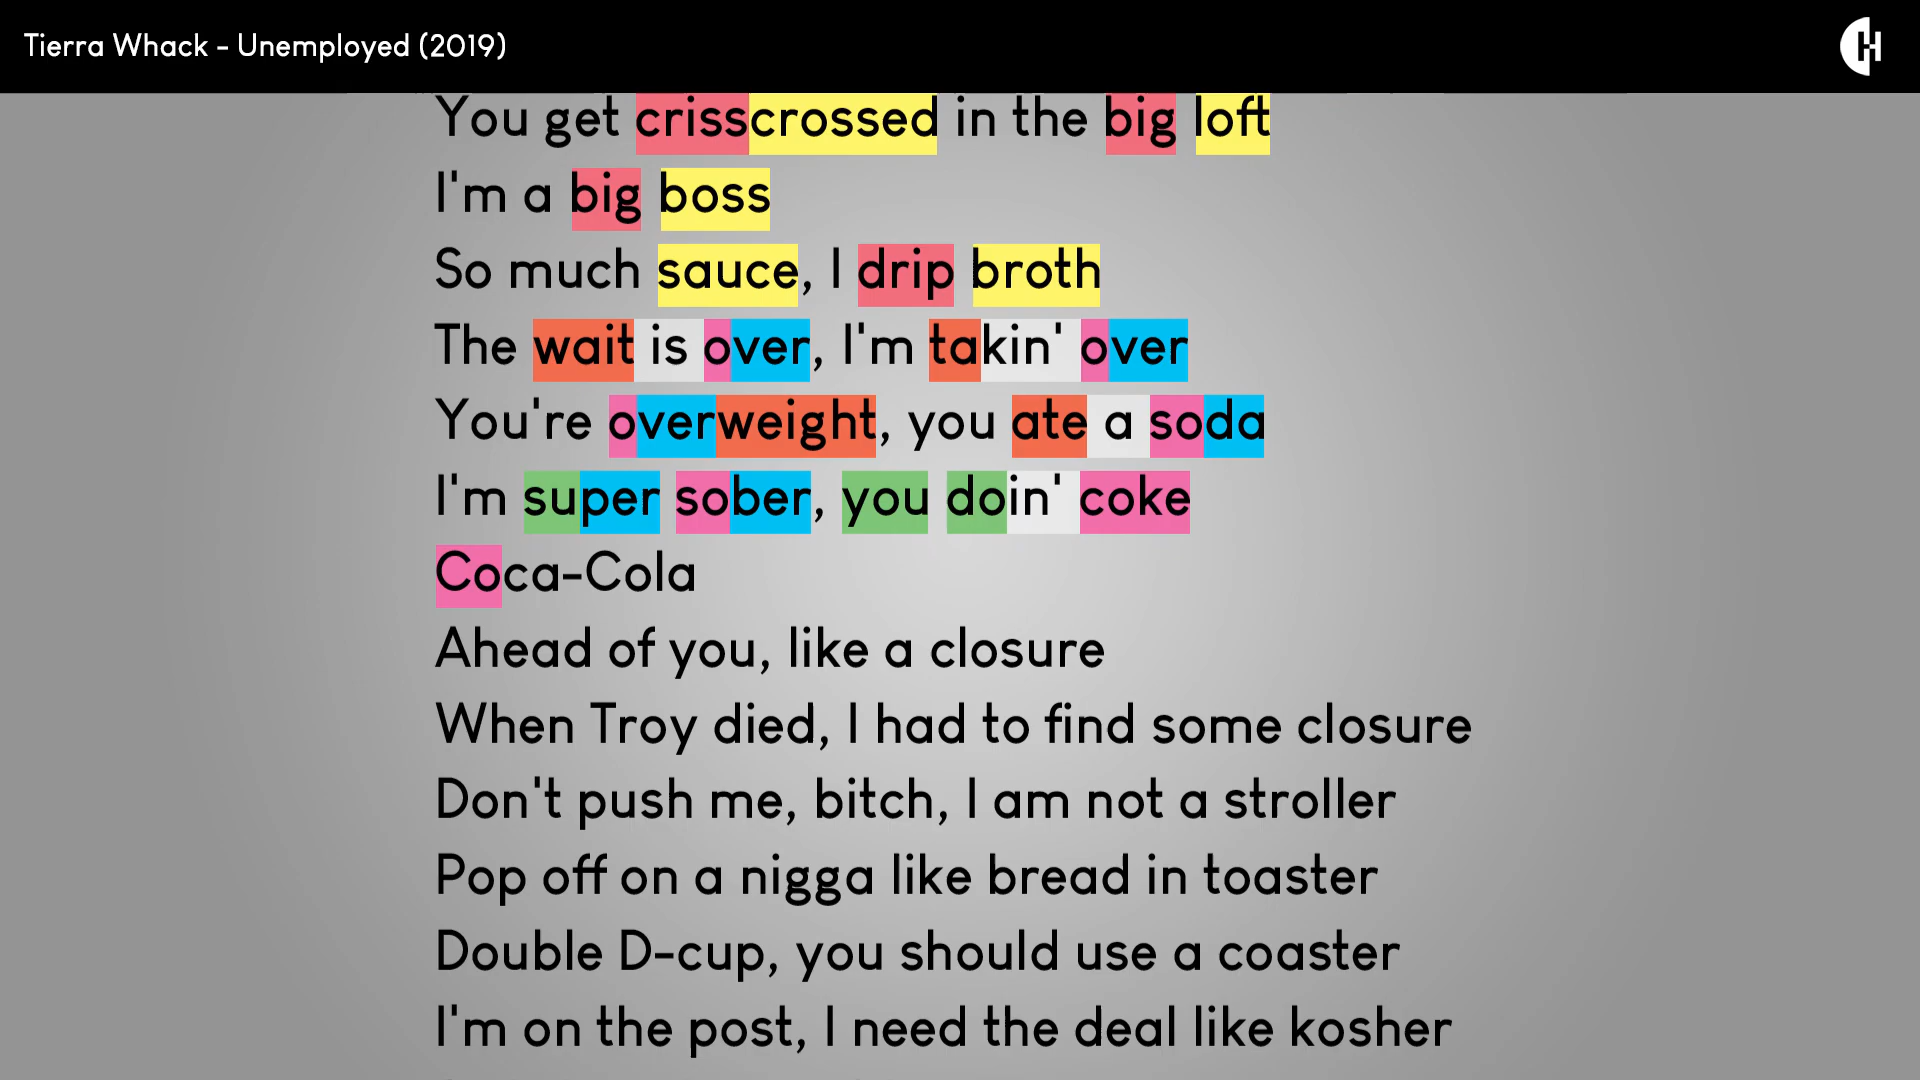 Tierra Whack - Unemployed (2019)
CH
You get crisscrossed in the big loft
I'm a big boss
So much sauce, I drip broth
The wait is over, I'm takin' over
You're overweight, you ate a soda
I'm super sober, you doin' coke
Coca-Cola
Ahead of you, like a closure
When Troy died, I had to find some closure
Don't push me, bitch, I am not a stroller
Pop off on a nigga like bread in toaster
Double D-cup, you should use a coaster
I'm on the post, I need the deal like kosher